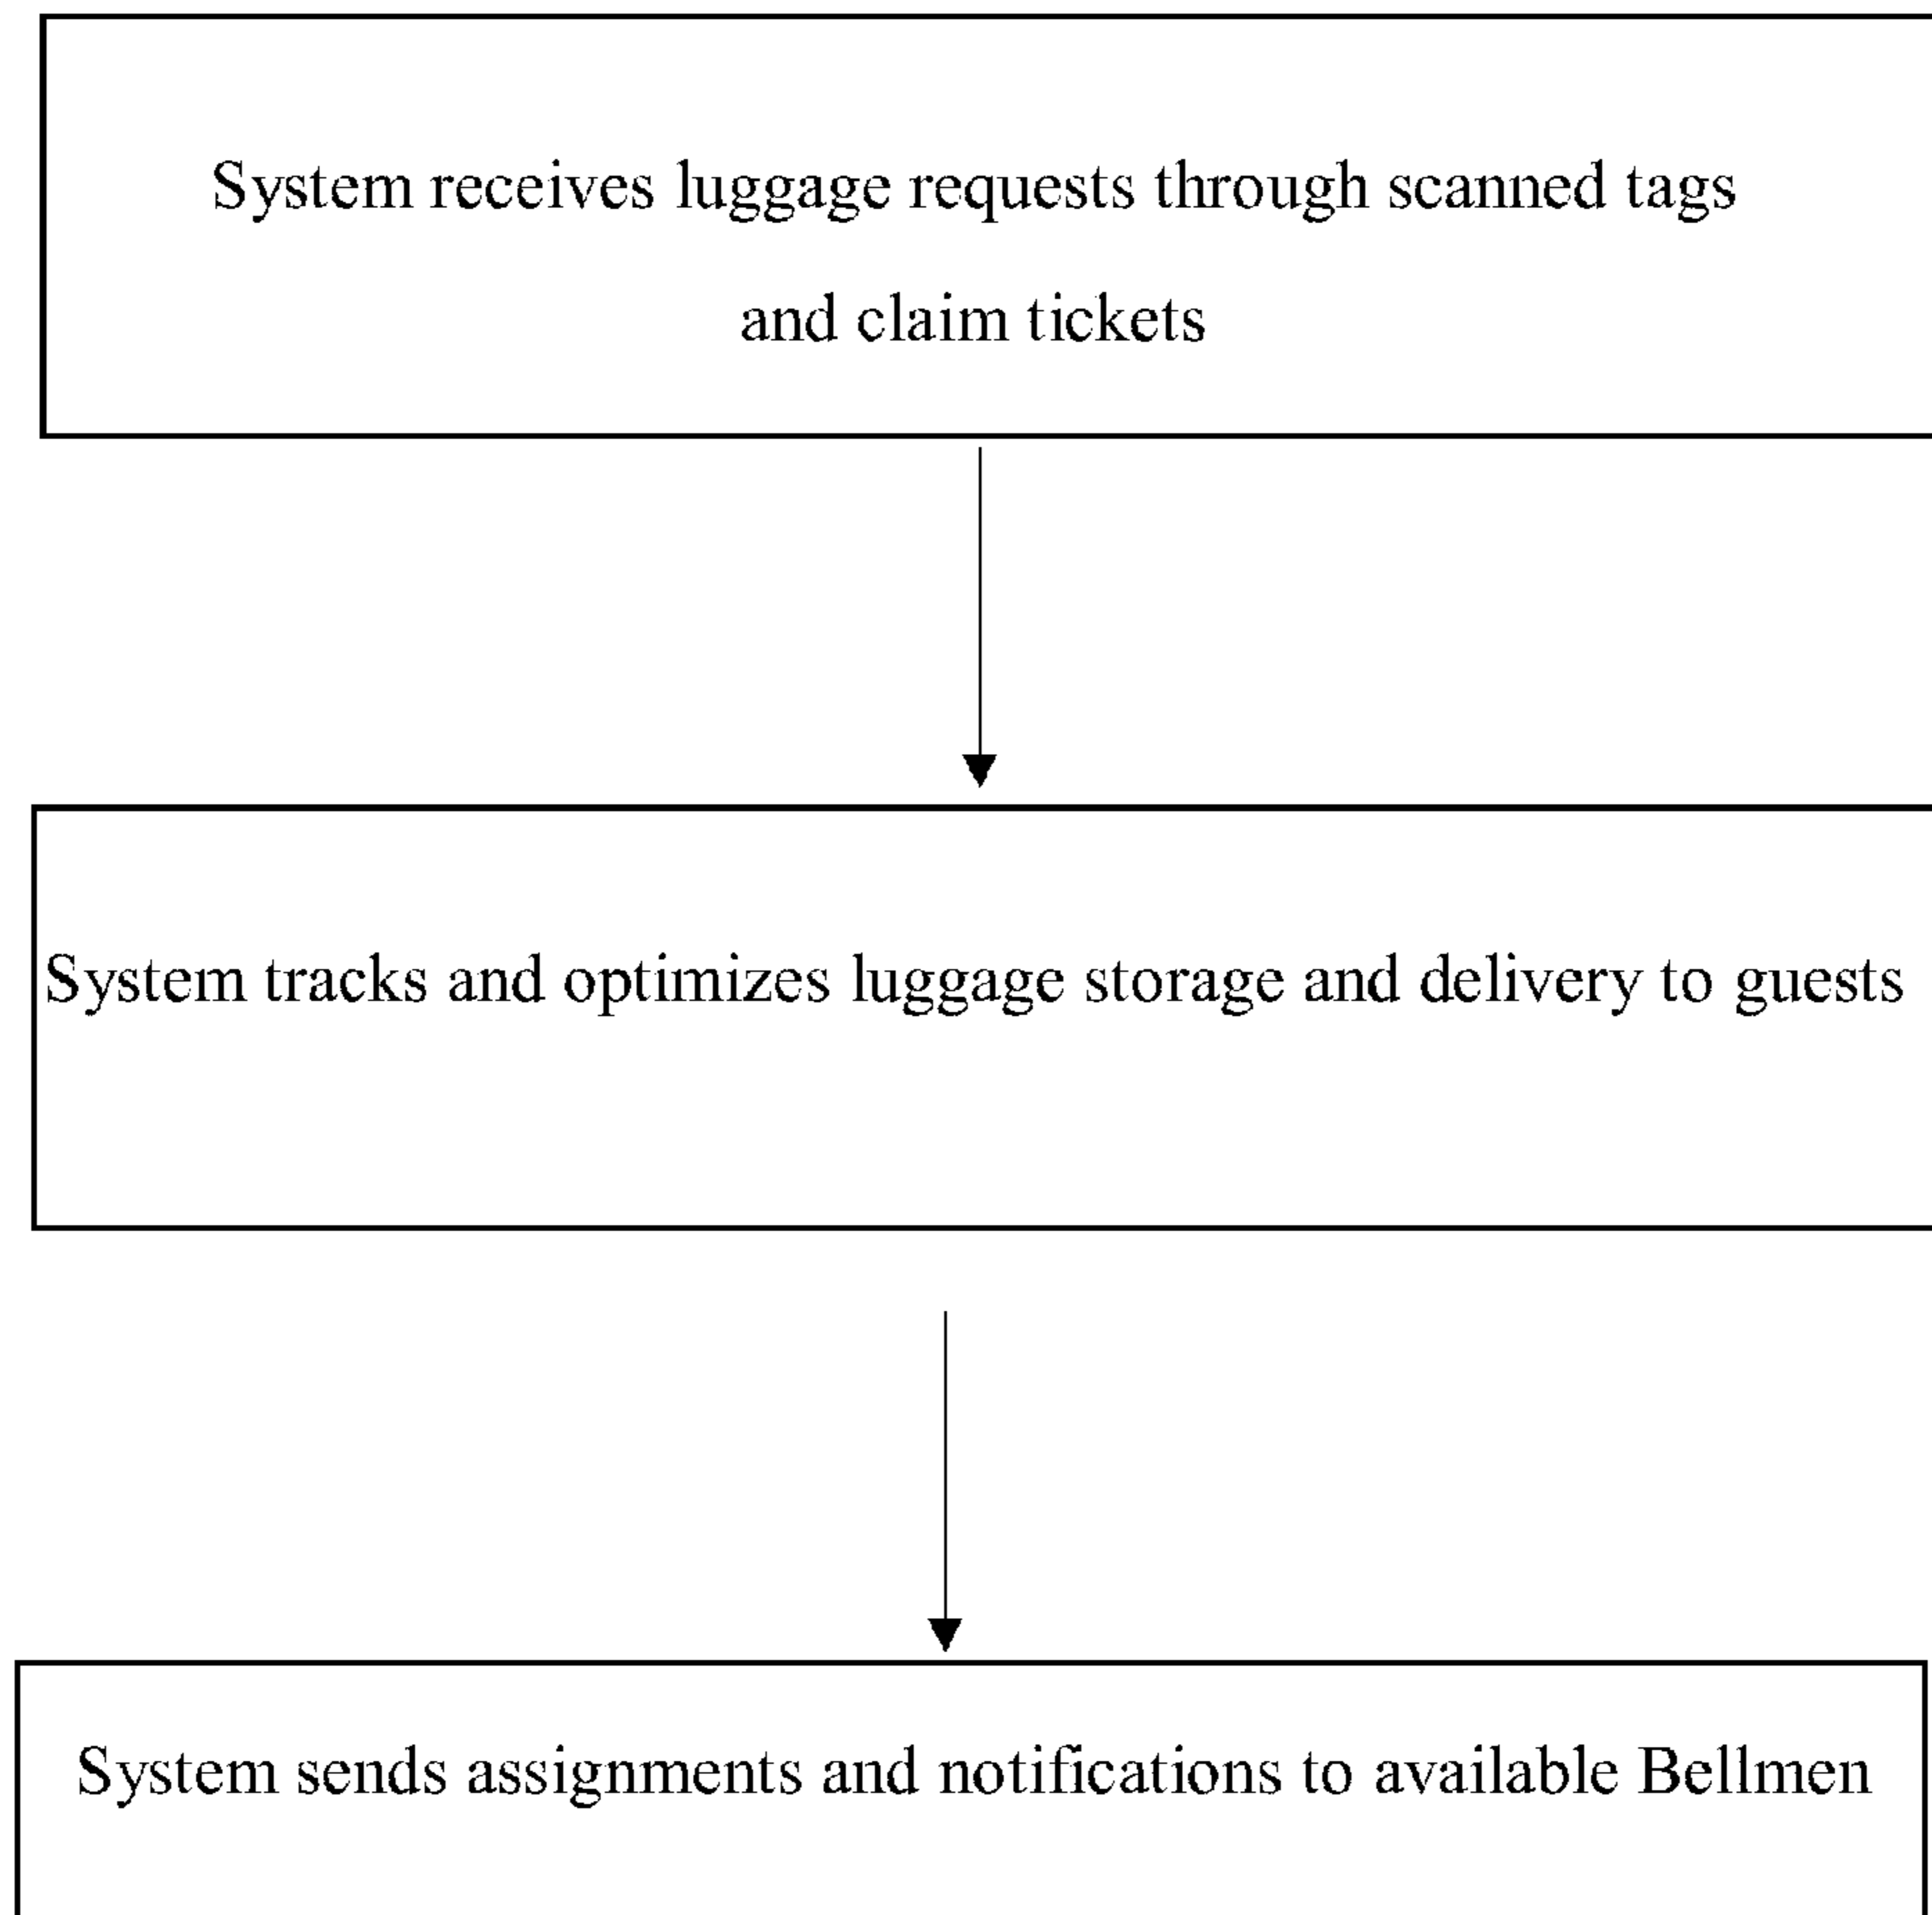 System receives luggage requests through scanned tags
and claim tickets
System tracks and optimizes luggage storage and delivery to guests
System sends assignments and notifications to available Bellmen